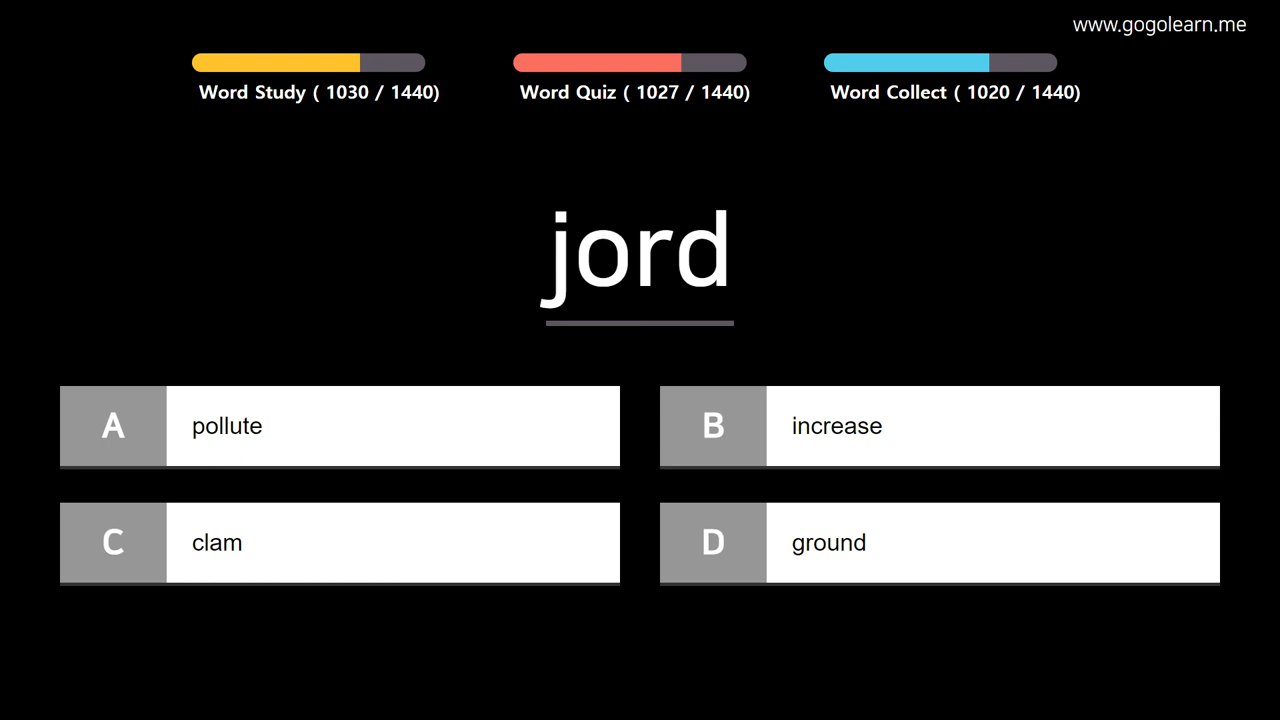 www.gogolearn.me
Word Study ( 1030 / 1440)
Word Quiz ( 1027 / 1440)
Word Collect ( 1020 / 1440)
jord
A pollute
B increase
C clam
D ground